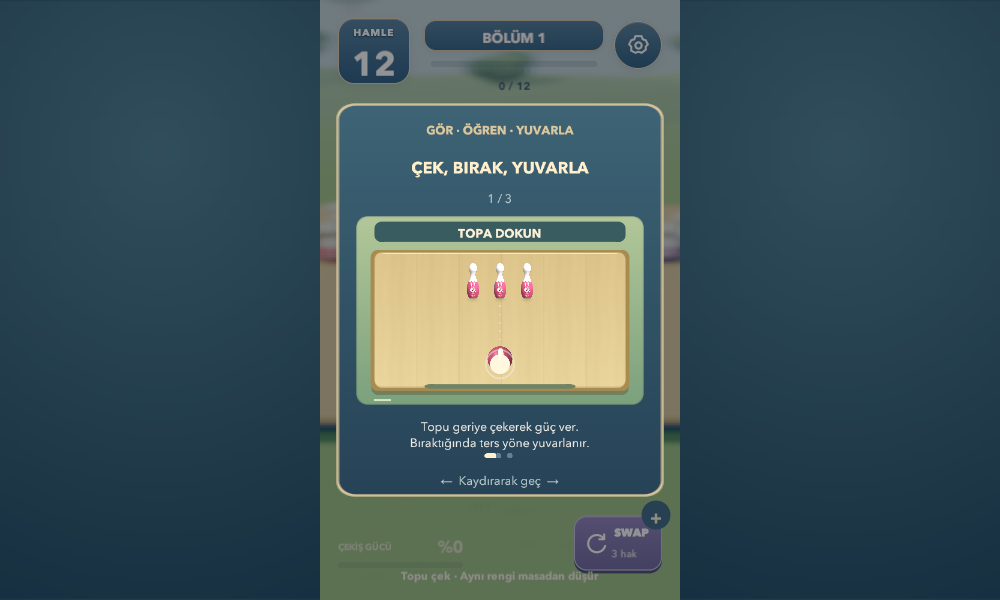 HAMLE
12
BÖLÜM 1
0 / 12
GÖR · ÖĞREN · YUVARLA
ÇEK, BIRAK, YUVARLA
1 / 3
TOPA DOKUN
Topu geriye çekerek güç ver.
Bıraktığında ters yöne yuvarlanır.
← Kaydırarak geç →
+
SWAP
3 hak
ÇEKİŞ GÜCÜ
%0
Topu çek · Aynı rengi masadan düşür